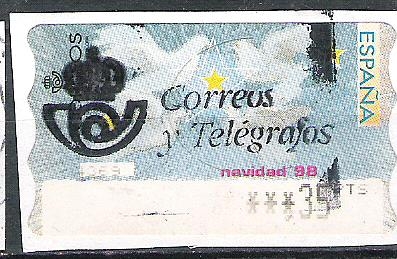 ESPAÑA
Correos
y Telégrafos
navidad 98
***35 PTS